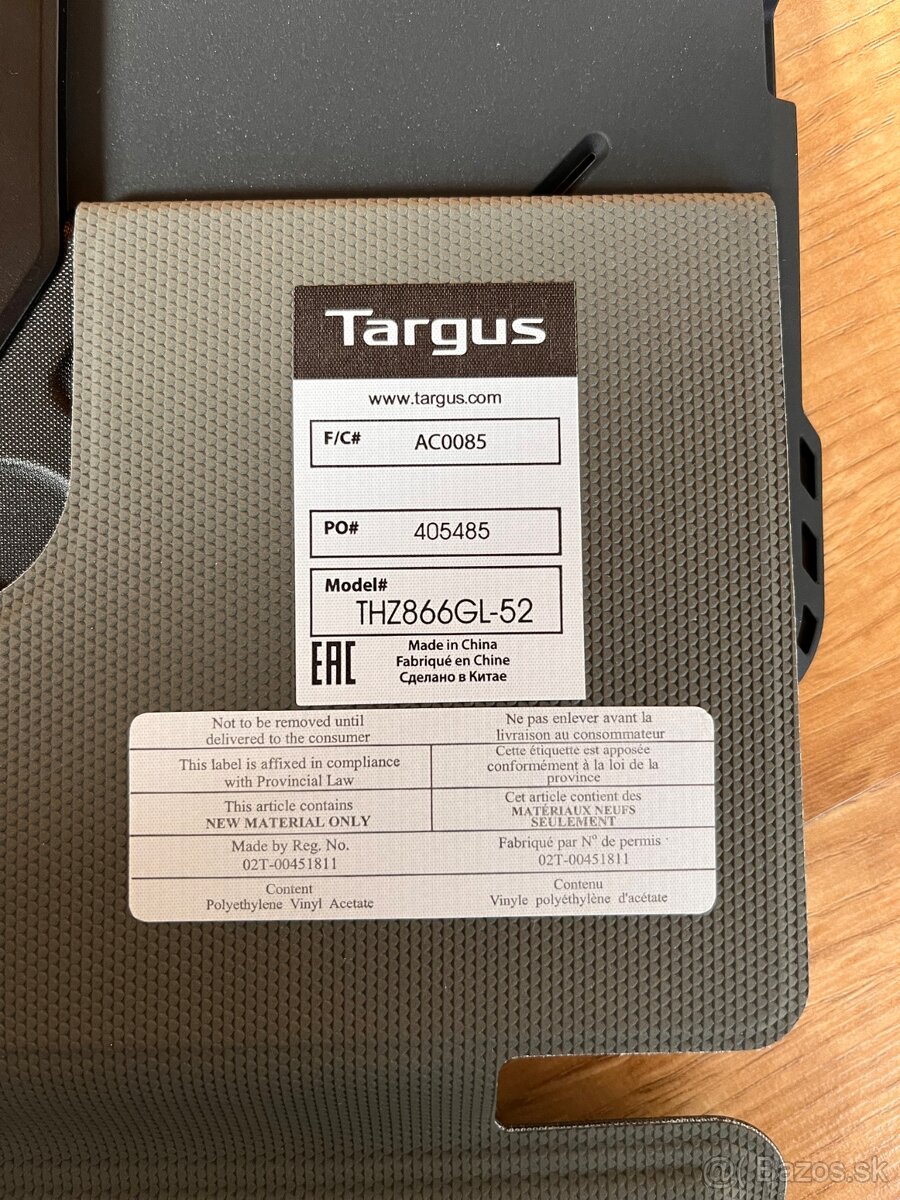 Targus
www.targus.com
F/C# AC0085
PO# 405485
Model#
THZ866GL-52
EAC
Made in China
Fabriqué en Chine
Сделано в Китае
Not to be removed until
delivered to the consumer
Ne pas enlever avant la
livraison au consommateur
This label is affixed in compliance
with Provincial Law
Cette étiquette est apposée
conformément à la loi de la
province
This article contains
NEW MATERIAL ONLY
Cet article contient des
MATÉRIAUX NEUFS
SEULEMENT
Made by Reg. No.
02T-00451811
Fabriqué par N° de permis
02T-00451811
Content
Polyethylene Vinyl Acetate
Contenu
Vinyle polyéthylène d'acétate
@ Bazos.sk